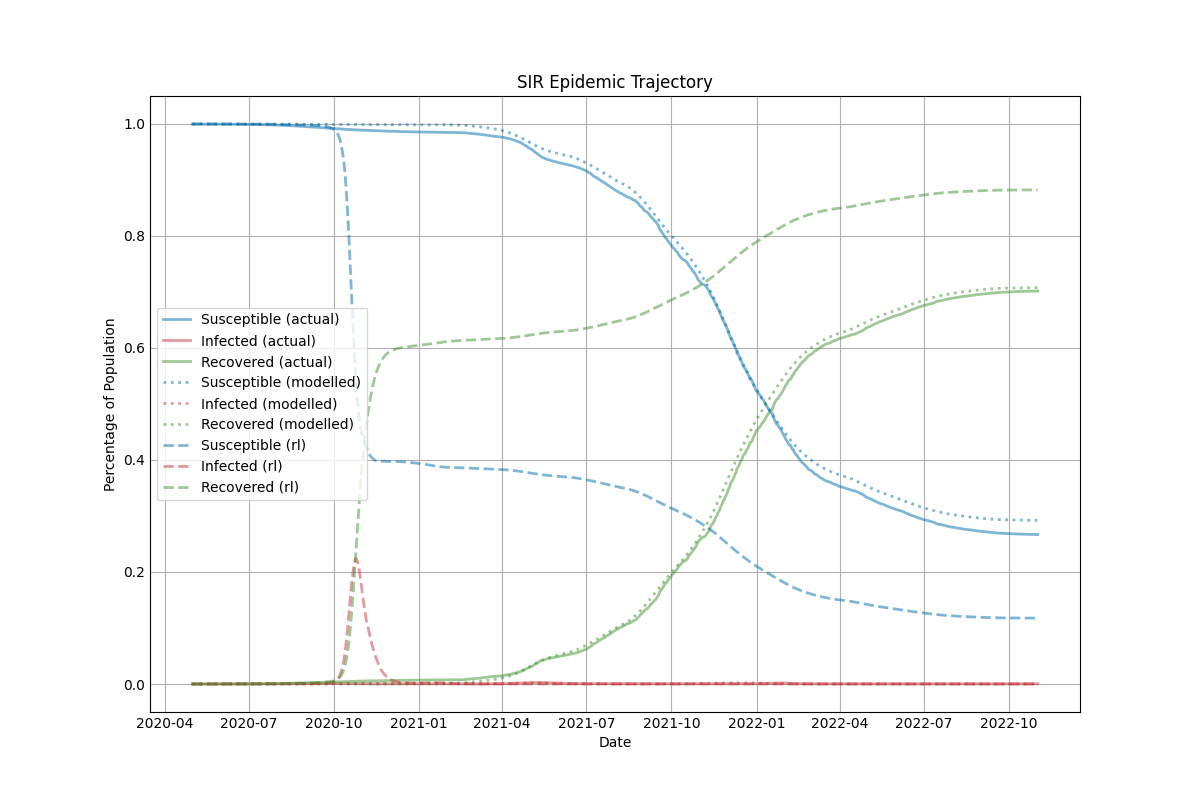 SIR Epidemic Trajectory
Percentage of Population
1.0
0.8
0.6
0.4
0.2
0.0
Susceptible (actual)
Infected (actual)
Recovered (actual)
Susceptible (modelled)
Infected (modelled)
Recovered (modelled)
Susceptible (rl)
Infected (rl)
Recovered (rl)
2020-04 2020-07 2020-10 2021-01 2021-04 2021-07 2021-10 2022-01 2022-04 2022-07 2022-10
Date